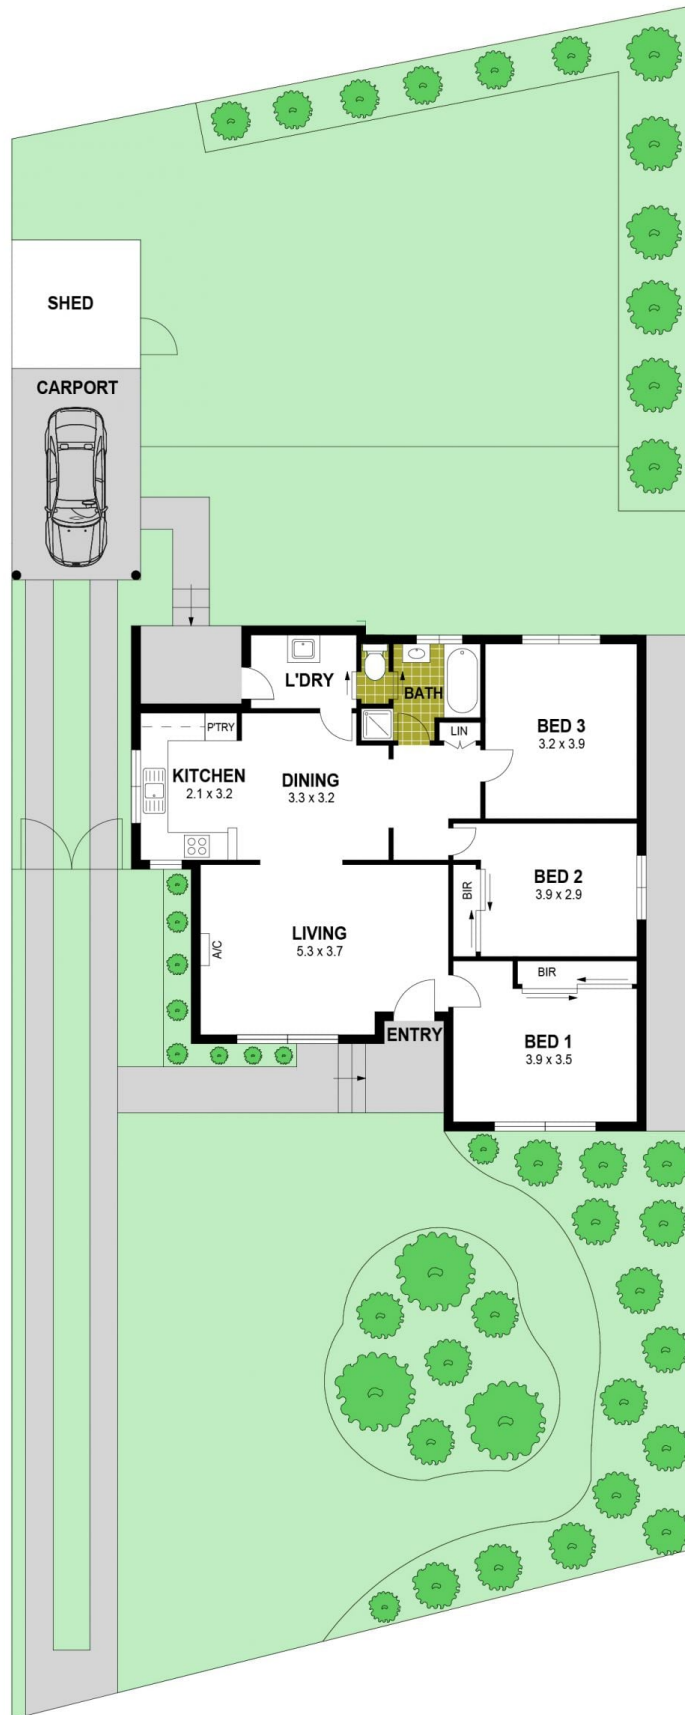 SHED
CARPORT
L'DRY
BATH
P'TRY
LIN
BED 3
3.2 x 3.9
KITCHEN
2.1 x 3.2
DINING
3.3 x 3.2
BED 2
3.9 x 2.9
BIR
LIVING
5.3 x 3.7
A/C
BIR
ENTRY
BED 1
3.9 x 3.5